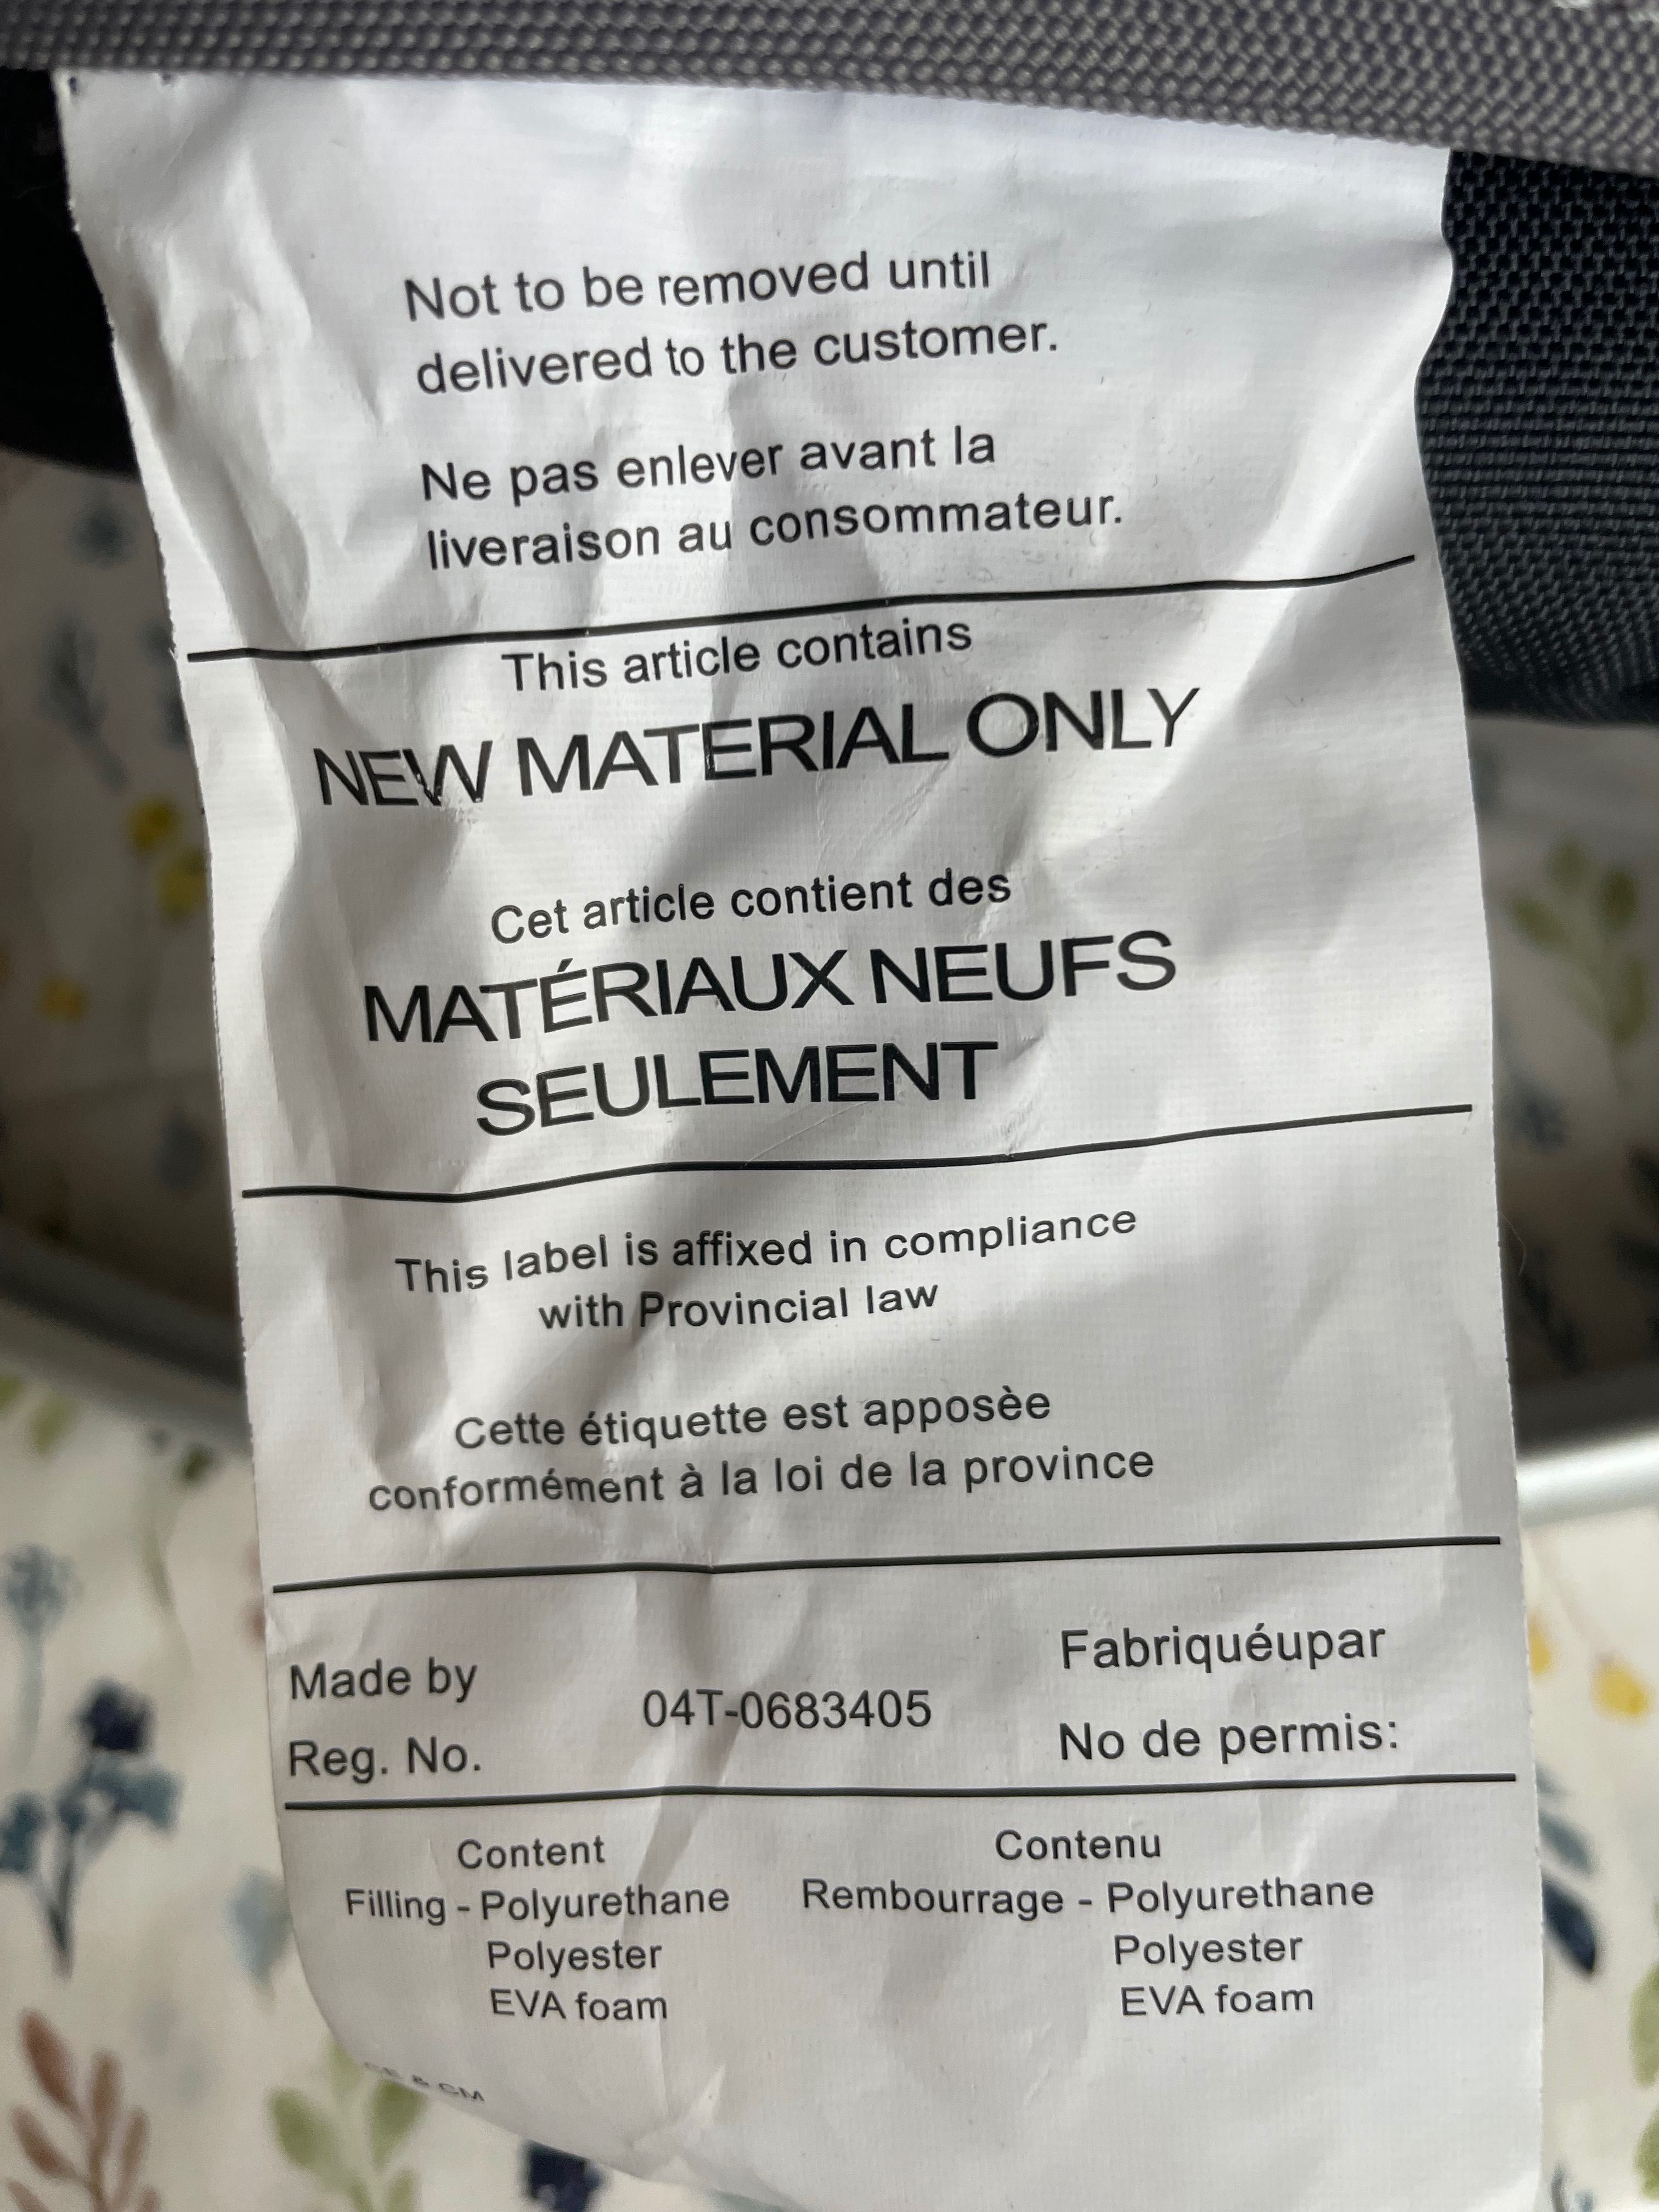 Not to be removed until
delivered to the customer.
Ne pas enlever avant la
liveraison au consommateur.
This article contains
NEW MATERIAL ONLY
Cet article contient des
MATÉRIAUX NEUFS
SEULEMENT
This label is affixed in compliance
with Provincial law
Cette étiquette est apposèe
conformément à la loi de la province
Made by
Reg. No.
04T-0683405
Fabriquéupar
No de permis:
Content
Filling - Polyurethane
Polyester
EVA foam
Contenu
Rembourrage - Polyurethane
Polyester
EVA foam
& CM